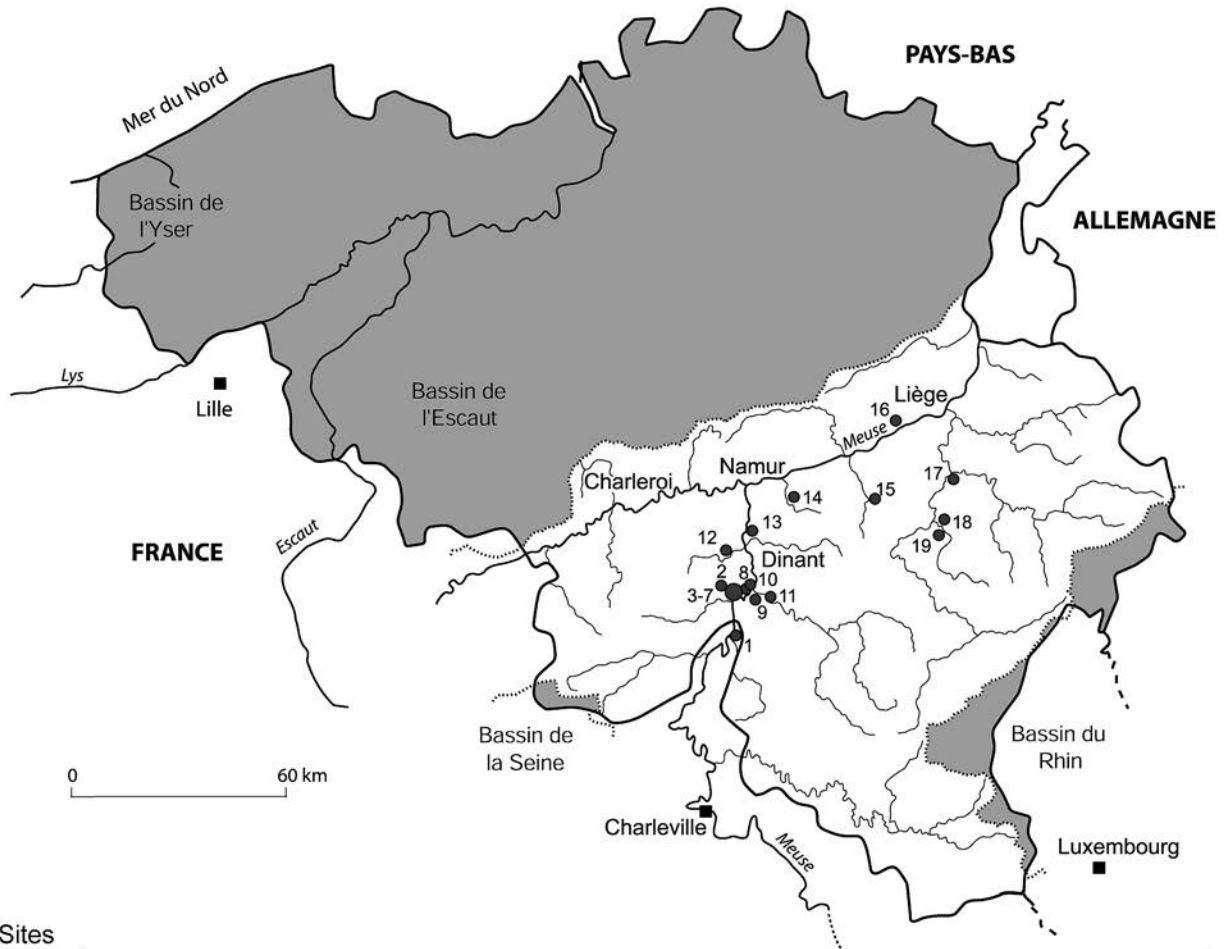 PAYS-BAS
Mer du Nord
ALLEMAGNE
Bassin de
l'Yser
Lys
Lille
Bassin de
l'Escaut
Liège
16
Meuse
Namur
Charleroi
17
15
14
18
13
19
12
Dinant
FRANCE
Escaut
2
8
10
3-7
9
11
1
Bassin de
la Seine
Bassin du
Rhin
0
60 km
Charleville
Meuse
Luxembourg
Sites